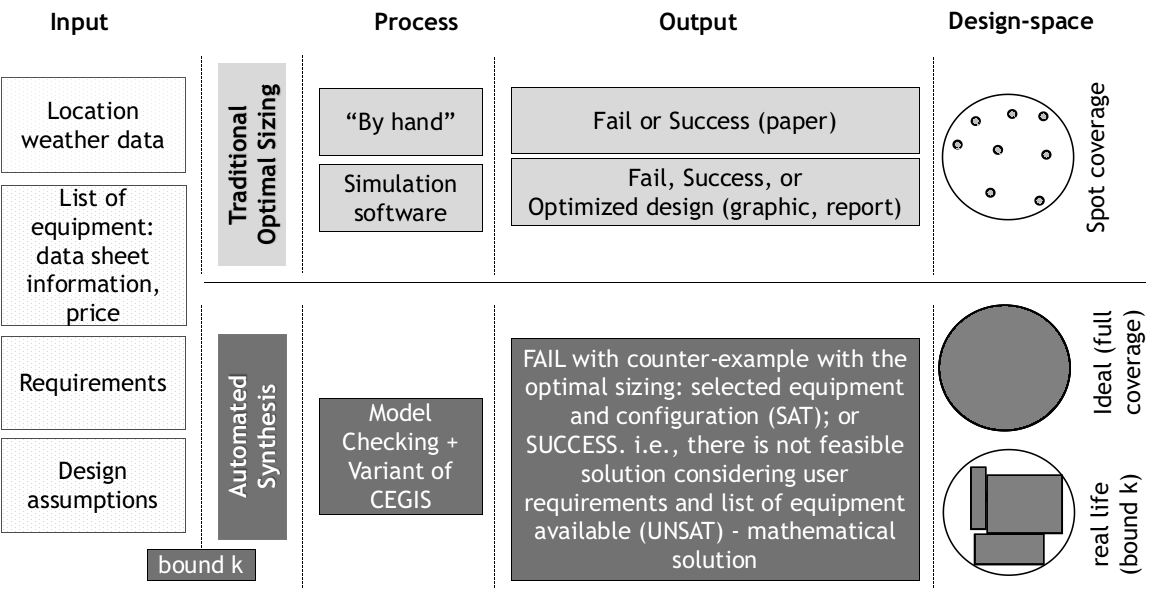 Input
Process
Output
Design-space
Location
weather data
List of
equipment:
data sheet
information,
price
Requirements
Design
assumptions
bound k
Traditional
Optimal Sizing
“By hand”
Simulation
software
Fail or Success (paper)
Fail, Success, or
Optimized design (graphic, report)
Spot coverage
Automated
Synthesis
Model
Checking +
Variant of
CEGIS
FAIL with counter-example with the
optimal sizing: selected equipment
and configuration (SAT); or
SUCCESS. i.e., there is not feasible
solution considering user
requirements and list of equipment
available (UNSAT) - mathematical
solution
Ideal (full
coverage)
real life
(bound k)